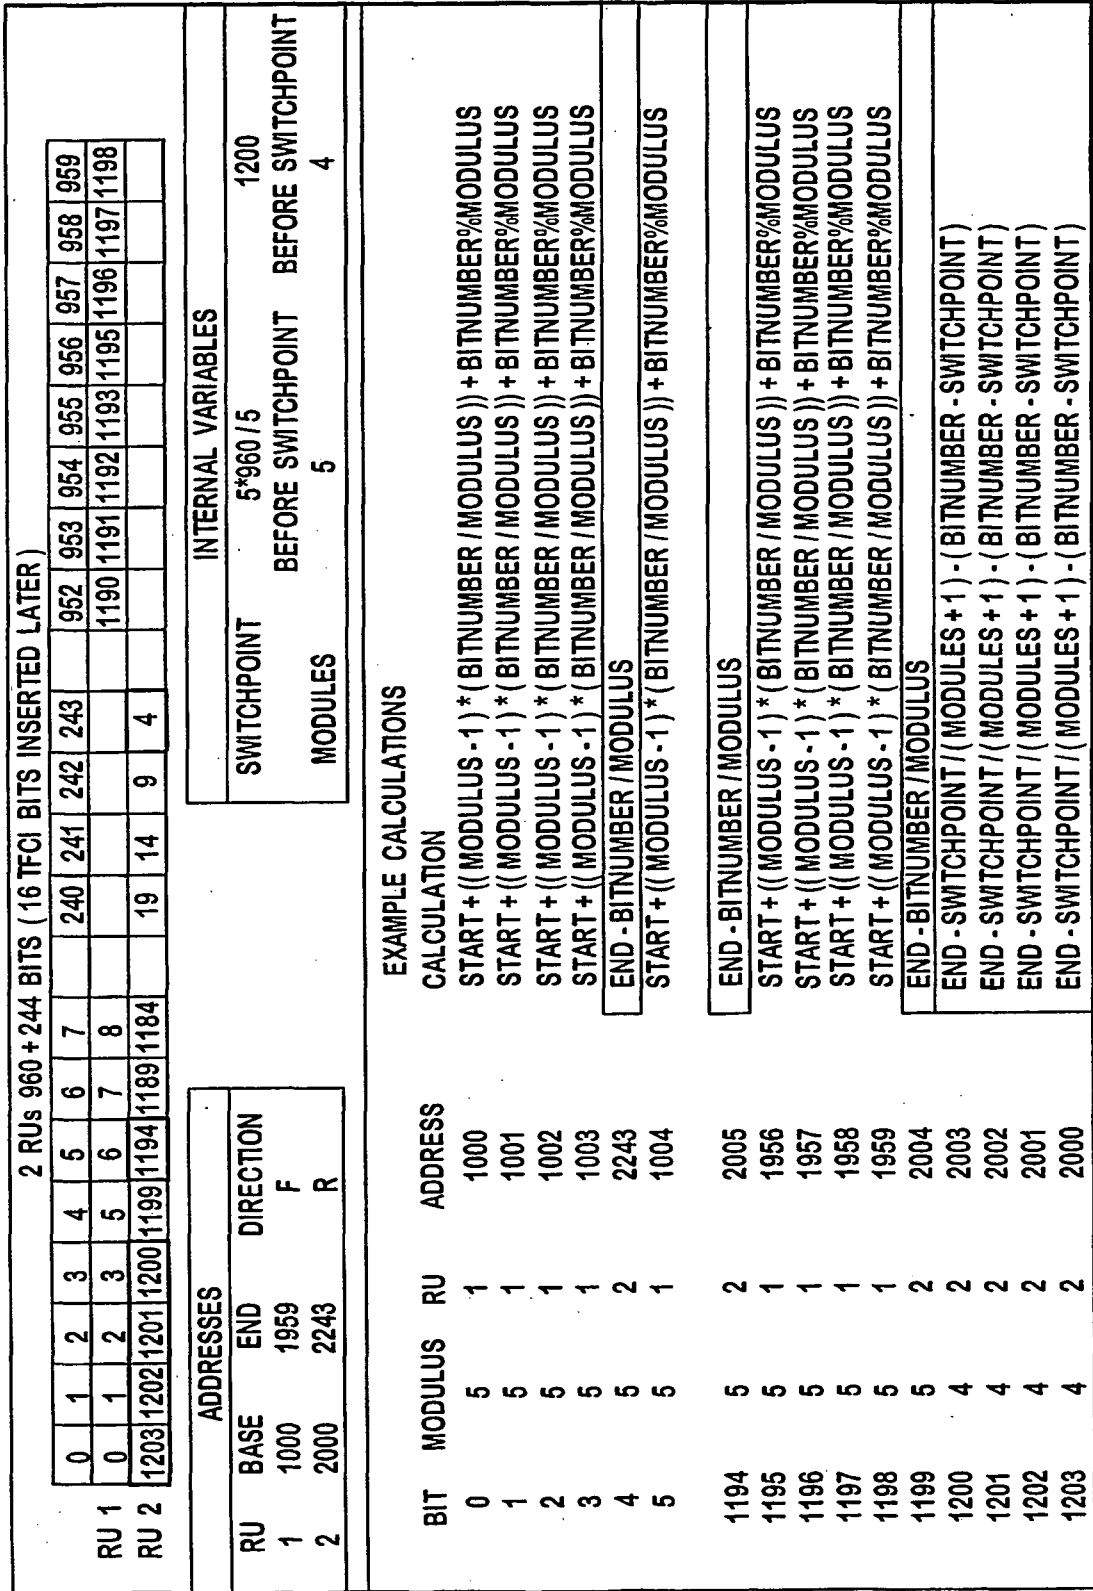 2 RUs 960+244 BITS (16 TFCI BITS INSERTED LATER)
0 1 2 3 4 5 6 7 240 241 242 243 952 953 954 955 956 957 958 959
RU 1 0 1 2 3 5 6 7 8 1190 1191 1192 1193 1195 1196 1197 1198
RU 2 1203 1202 1201 1200 1199 1194 1189 1184 19 14 9 4
ADDRESSES
RU BASE END DIRECTION
1 1000 1959 F
2 2000 2243 R
INTERNAL VARIABLES
SWITCHPOINT 5*960/5 1200
BEFORE SWITCHPOINT BEFORE SWITCHPOINT
MODULES 5 4
EXAMPLE CALCULATIONS
BIT MODULUS RU ADDRESS CALCULATION
0 5 1 1000 START+((MODULUS-1)*(BITNUMBER/MODULUS))+BITNUMBER%MODULUS
1 5 1 1001 START+((MODULUS-1)*(BITNUMBER/MODULUS))+BITNUMBER%MODULUS
2 5 1 1002 START+((MODULUS-1)*(BITNUMBER/MODULUS))+BITNUMBER%MODULUS
3 5 1 1003 START+((MODULUS-1)*(BITNUMBER/MODULUS))+BITNUMBER%MODULUS
4 5 2 2243 END-BITNUMBER/MODULUS
5 5 1 1004 START+((MODULUS-1)*(BITNUMBER/MODULUS))+BITNUMBER%MODULUS
1194 5 2 2005 END-BITNUMBER/MODULUS
1195 5 1 1956 START+((MODULUS-1)*(BITNUMBER/MODULUS))+BITNUMBER%MODULUS
1196 5 1 1957 START+((MODULUS-1)*(BITNUMBER/MODULUS))+BITNUMBER%MODULUS
1197 5 1 1958 START+((MODULUS-1)*(BITNUMBER/MODULUS))+BITNUMBER%MODULUS
1198 5 1 1959 START+((MODULUS-1)*(BITNUMBER/MODULUS))+BITNUMBER%MODULUS
1199 5 2 2004 END-BITNUMBER/MODULUS
1200 4 2 2003 END-SWITCHPOINT/(MODULES+1)-(BITNUMBER-SWITCHPOINT)
1201 4 2 2002 END-SWITCHPOINT/(MODULES+1)-(BITNUMBER-SWITCHPOINT)
1202 4 2 2001 END-SWITCHPOINT/(MODULES+1)-(BITNUMBER-SWITCHPOINT)
1203 4 2 2000 END-SWITCHPOINT/(MODULES+1)-(BITNUMBER-SWITCHPOINT)